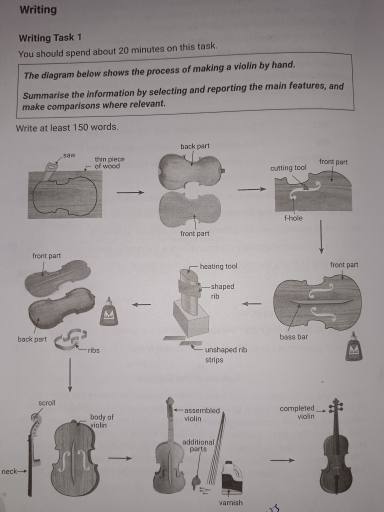 Writing
Writing Task 1
You should spend about 20 minutes on this task.
The diagram below shows the process of making a violin by hand.
Summarise the information by selecting and reporting the main features, and
make comparisons where relevant.
Write at least 150 words.
saw
thin piece
of wood
back part
front part
cutting tool
front part
f-hole
front part
back part
ribs
heating tool
shaped
rib
unshaped rib
strips
front part
bass bar
scroll
body of
violin
neck
assembled
violin
additional
parts
varnish
completed
violin